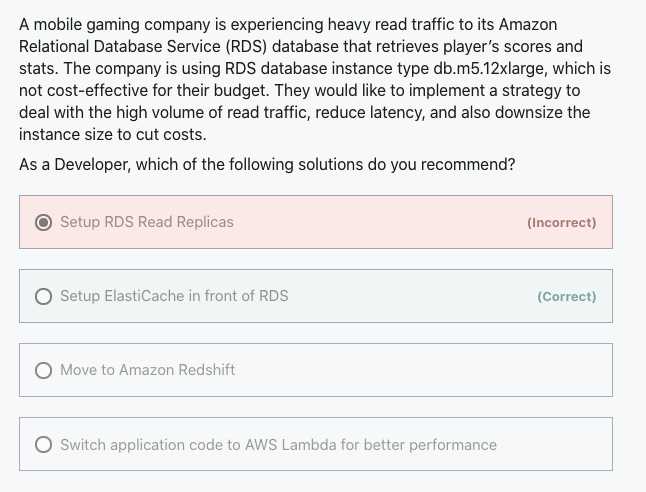 A mobile gaming company is experiencing heavy read traffic to its Amazon
Relational Database Service (RDS) database that retrieves player's scores and
stats. The company is using RDS database instance type db.m5.12xlarge, which is
not cost-effective for their budget. They would like to implement a strategy to
deal with the high volume of read traffic, reduce latency, and also downsize the
instance size to cut costs.
As a Developer, which of the following solutions do you recommend?
Setup RDS Read Replicas (Incorrect)
Setup ElastiCache in front of RDS (Correct)
Move to Amazon Redshift
Switch application code to AWS Lambda for better performance